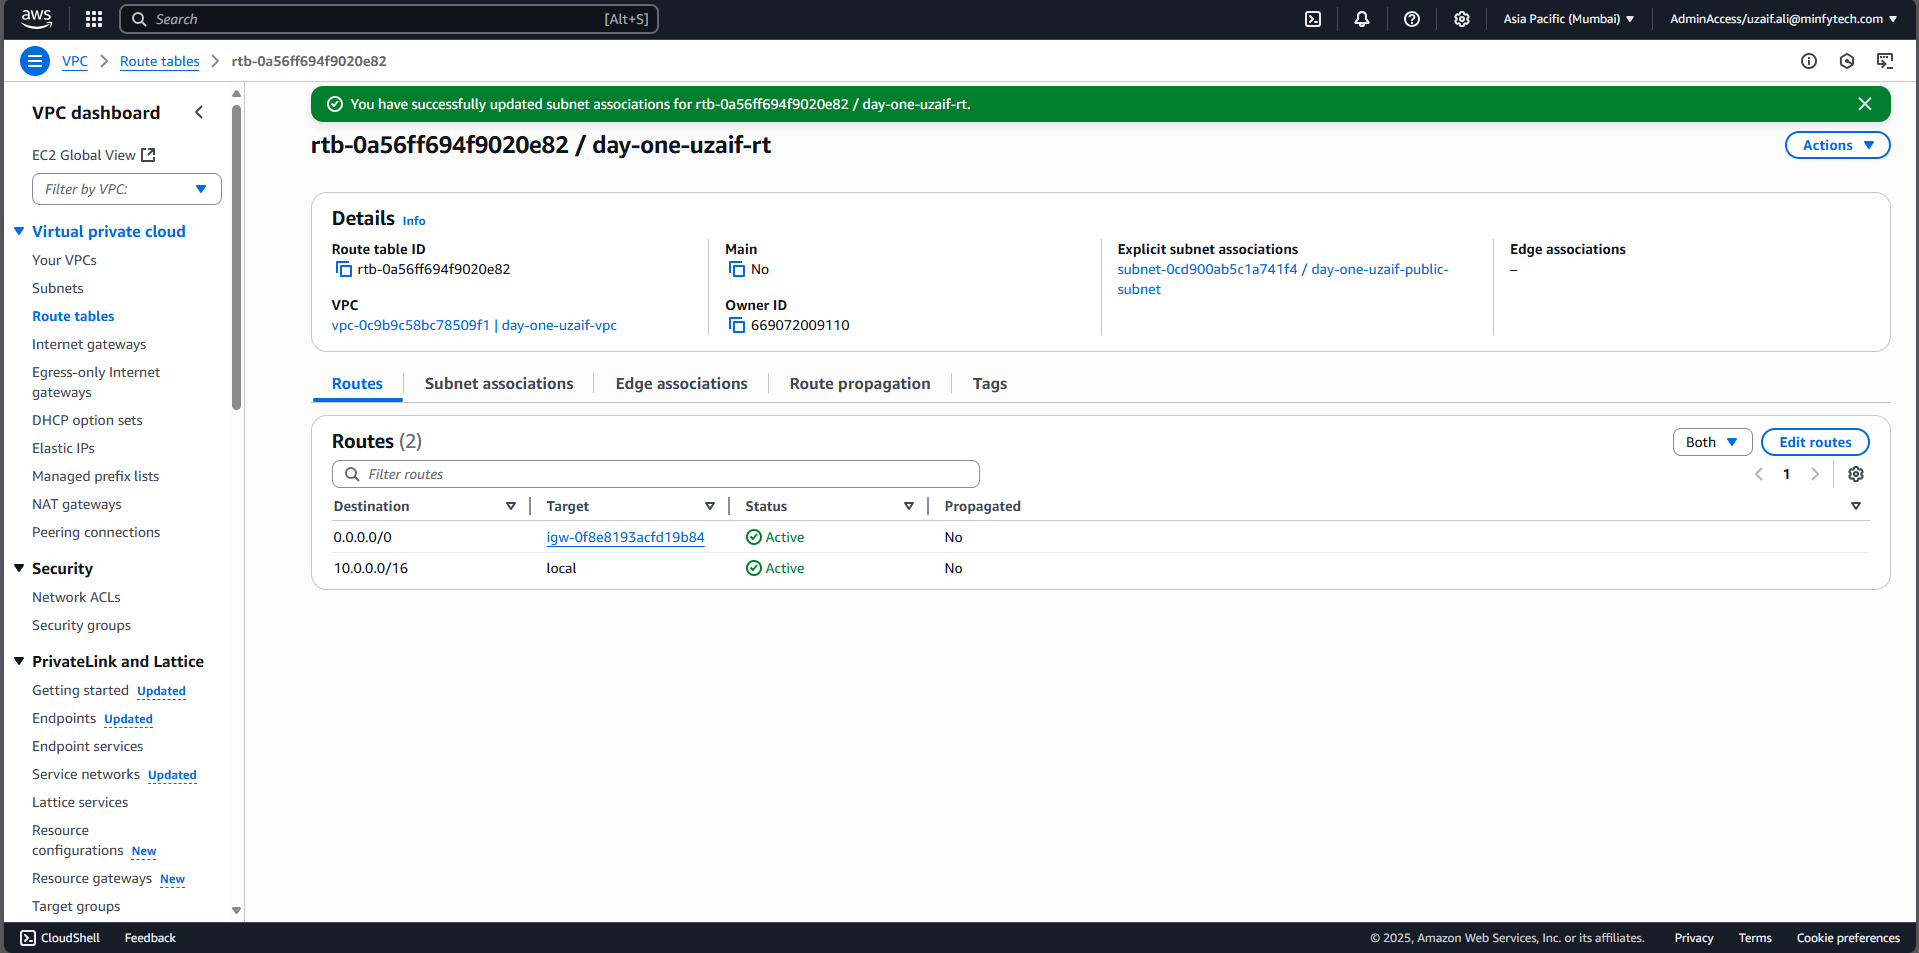 aws
Search [Alt+S]
Asia Pacific (Mumbai)
AdminAccess/uzaif.ali@minfytech.com
VPC
Route tables
rtb-0a56ff694f9020e82
VPC dashboard
EC2 Global View
Filter by VPC:
Virtual private cloud
Your VPCs
Subnets
Route tables
Internet gateways
Egress-only Internet
gateways
DHCP option sets
Elastic IPs
Managed prefix lists
NAT gateways
Peering connections
Security
Network ACLs
Security groups
PrivateLink and Lattice
Getting started Updated
Endpoints Updated
Endpoint services
Service networks Updated
Lattice services
Resource
configurations New
Resource gateways New
Target groups
You have successfully updated subnet associations for rtb-0a56ff694f9020e82 / day-one-uzaif-rt.
rtb-0a56ff694f9020e82 / day-one-uzaif-rt
Actions
Details Info
Route table ID
rtb-0a56ff694f9020e82
VPC
vpc-0c9b9c58bc78509f1 | day-one-uzaif-vpc
Main
No
Owner ID
669072009110
Explicit subnet associations
subnet-0cd900ab5c1a741f4 / day-one-uzaif-public-
subnet
Edge associations
–
Routes
Subnet associations
Edge associations
Route propagation
Tags
Routes (2)
Both
Edit routes
Filter routes
1
Destination Target Status Propagated
0.0.0.0/0 igw-0f8e8193acfd19b84 Active No
10.0.0.0/16 local Active No
CloudShell
Feedback
© 2025, Amazon Web Services, Inc. or its affiliates.
Privacy
Terms
Cookie preferences